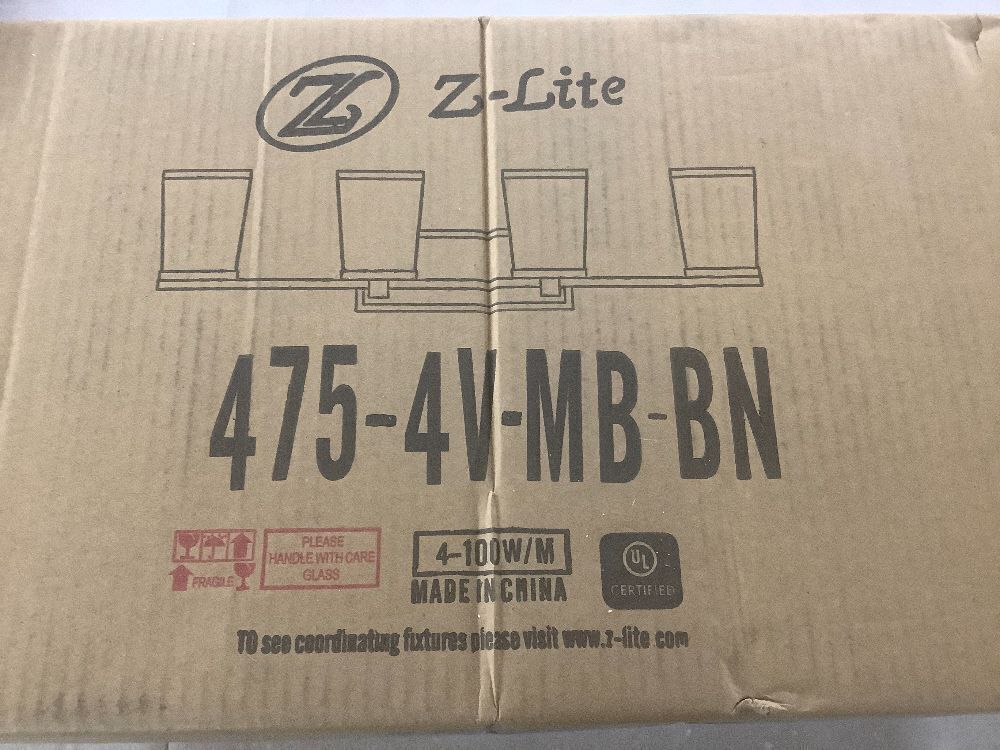 Z-Lite
475-4V-MB-BN
FRAGILE
PLEASE
HANDLE WITH CARE
GLASS
4-100W/M
MADE IN CHINA
UL
CERTIFIED
TO see coordinating fixtures please visit www.z-lite com